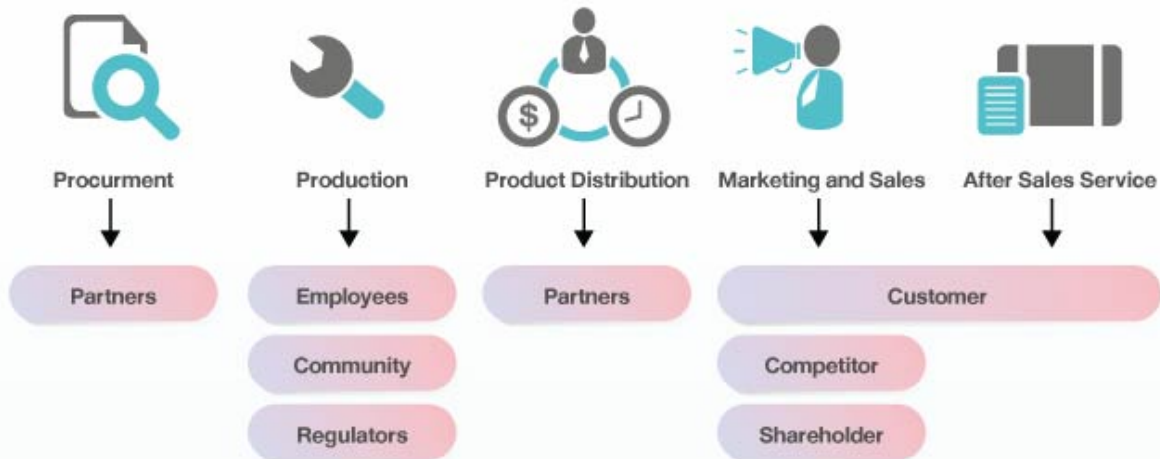 $
Procurment
Production
Product Distribution
Marketing and Sales
After Sales Service
Partners
Employees
Partners
Customer
Community
Competitor
Regulators
Shareholder